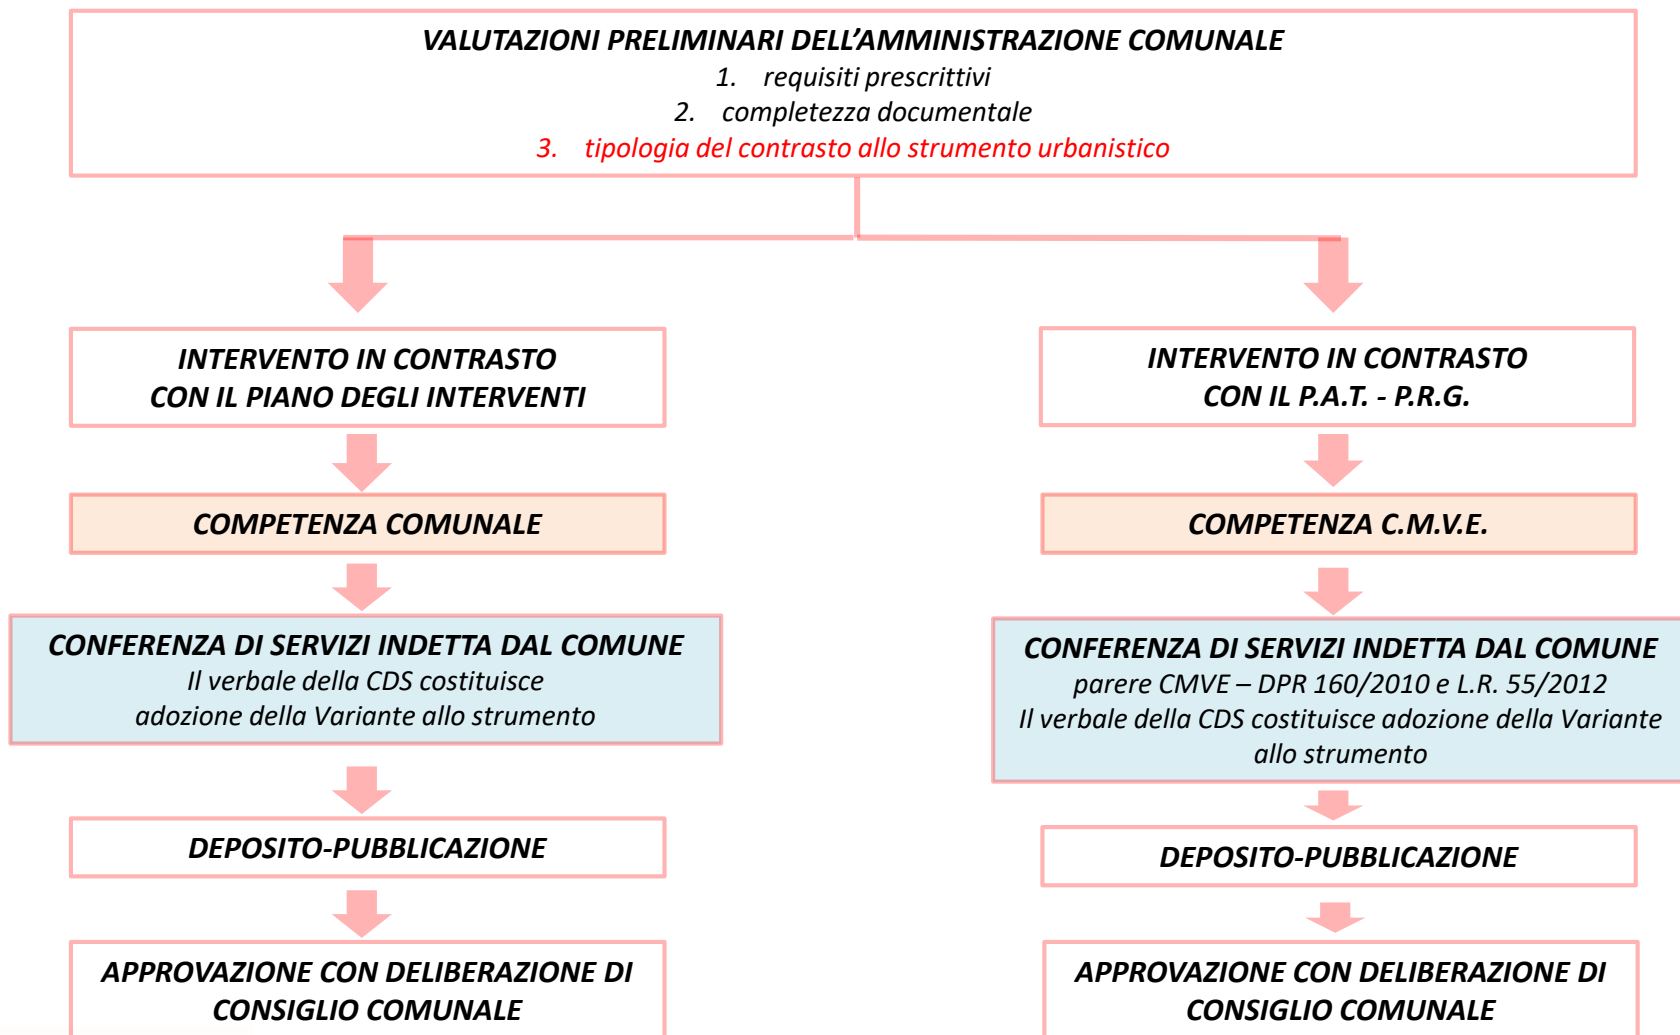 VALUTAZIONI PRELIMINARI DELL’AMMINISTRAZIONE COMUNALE
1. requisiti prescrittivi
2. completezza documentale
3. tipologia del contrasto allo strumento urbanistico
INTERVENTO IN CONTRASTO
CON IL PIANO DEGLI INTERVENTI
COMPETENZA COMUNALE
CONFERENZA DI SERVIZI INDETTA DAL COMUNE
Il verbale della CDS costituisce
adozione della Variante allo strumento
DEPOSITO-PUBBLICAZIONE
APPROVAZIONE CON DELIBERAZIONE DI
CONSIGLIO COMUNALE
INTERVENTO IN CONTRASTO
CON IL P.A.T. - P.R.G.
COMPETENZA C.M.V.E.
CONFERENZA DI SERVIZI INDETTA DAL COMUNE
parere CMVE – DPR 160/2010 e L.R. 55/2012
Il verbale della CDS costituisce adozione della Variante
allo strumento
DEPOSITO-PUBBLICAZIONE
APPROVAZIONE CON DELIBERAZIONE DI
CONSIGLIO COMUNALE